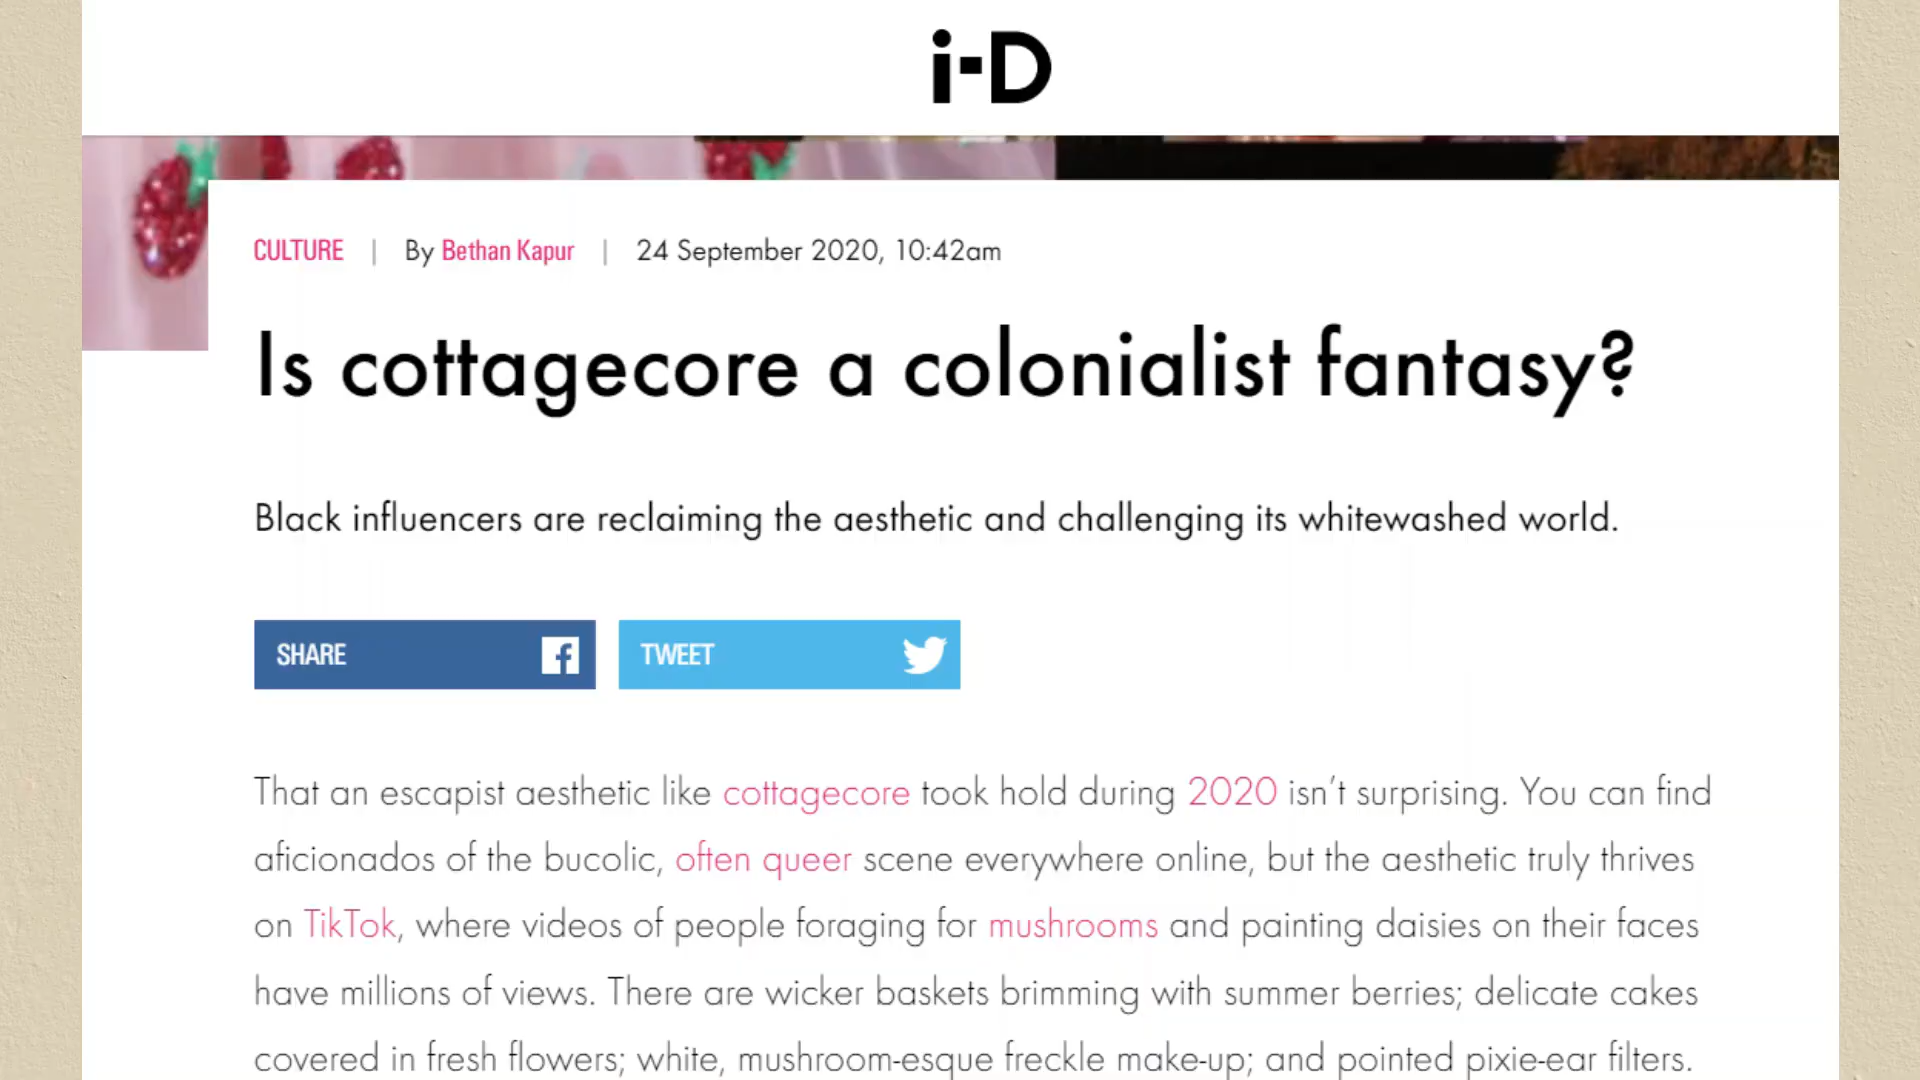 i-D
CULTURE | By Bethan Kapur | 24 September 2020, 10:42am
Is cottagecore a colonialist fantasy?
Black influencers are reclaiming the aesthetic and challenging its whitewashed world.
SHARE TWEET
That an escapist aesthetic like cottagecore took hold during 2020 isn’t surprising. You can find
aficionados of the bucolic, often queer scene everywhere online, but the aesthetic truly thrives
on TikTok, where videos of people foraging for mushrooms and painting daisies on their faces
have millions of views. There are wicker baskets brimming with summer berries; delicate cakes
covered in fresh flowers; white, mushroom-esque freckle make-up; and pointed pixie-ear filters.